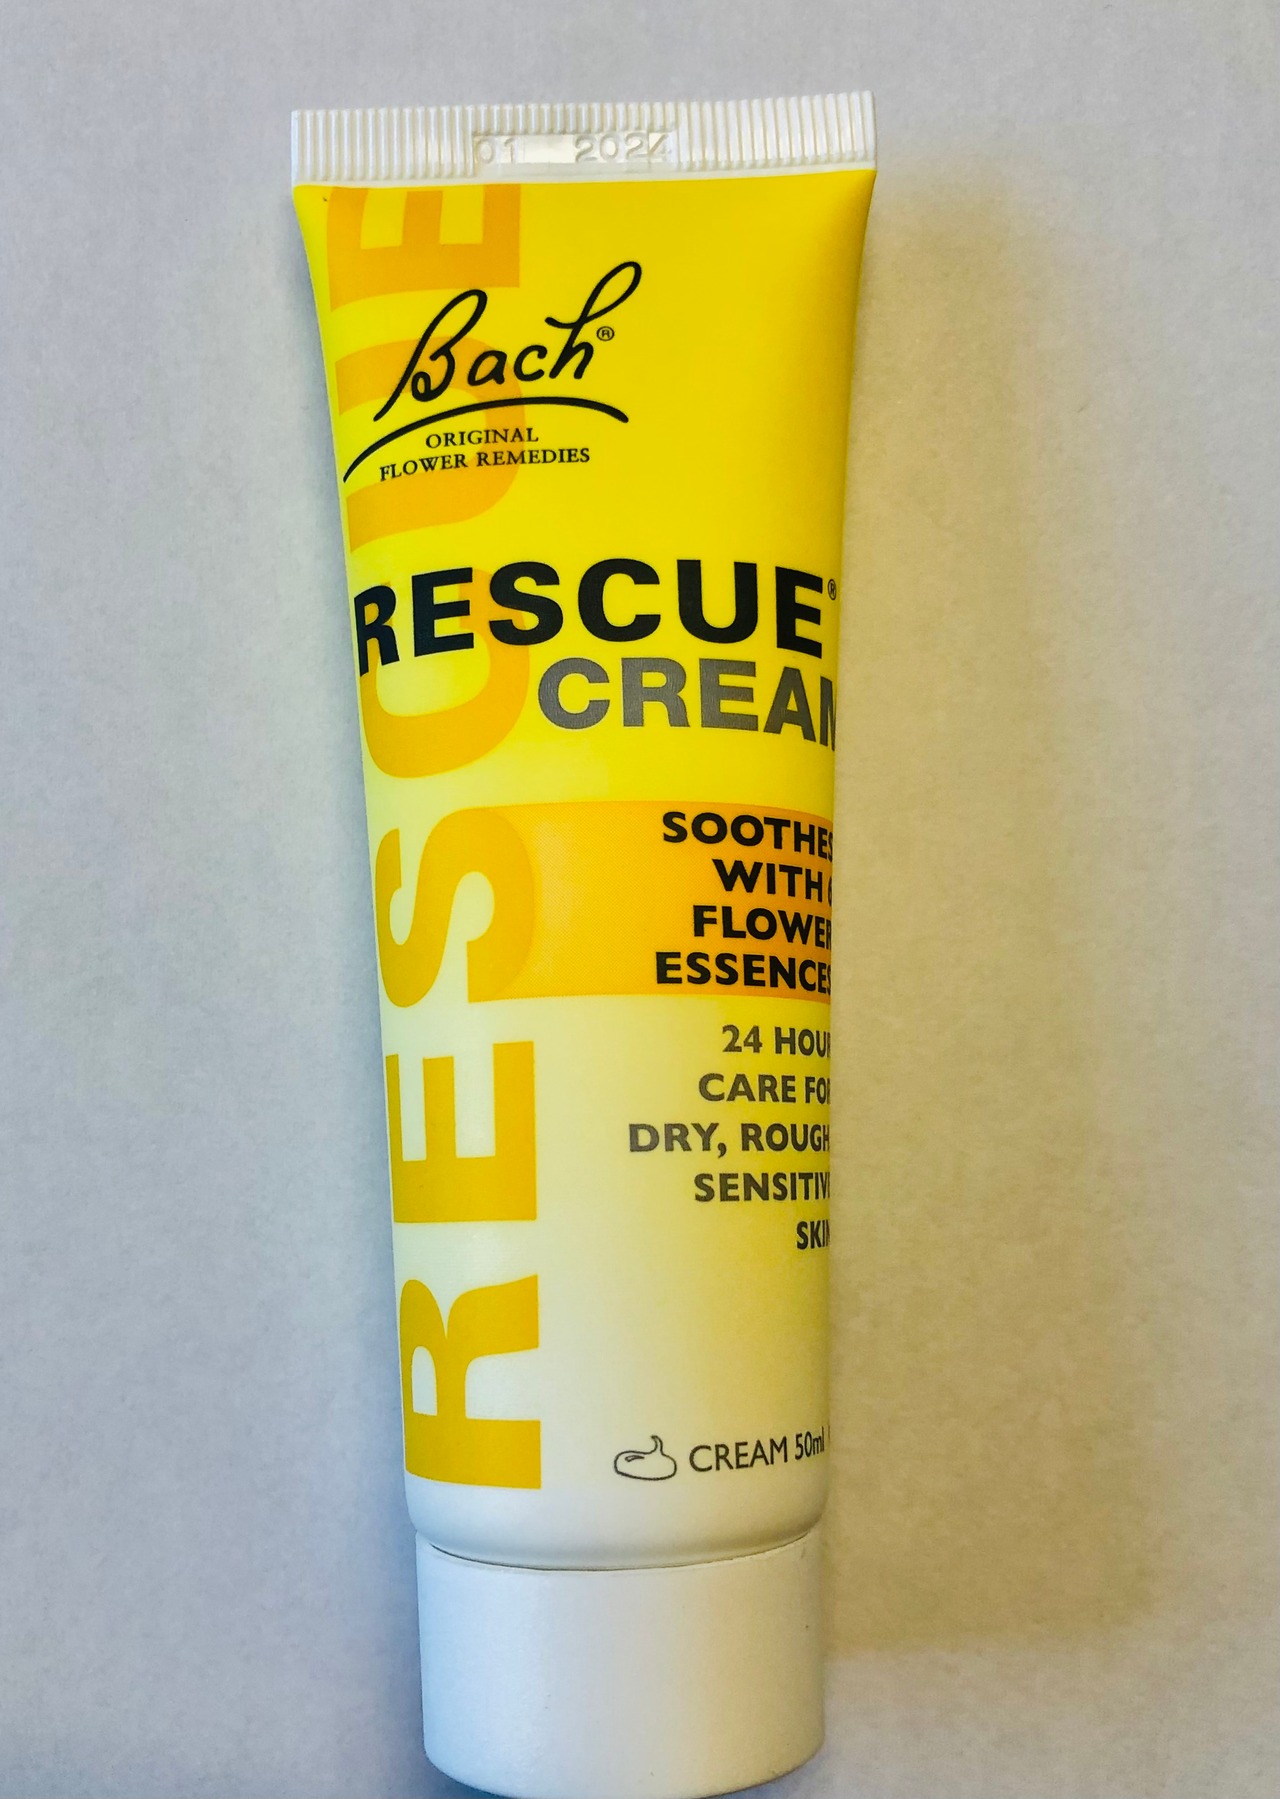 01 2024
Bach®
ORIGINAL
FLOWER REMEDIES
RESCUE®
CREAM
SOOTHES
WITH 6
FLOWER
ESSENCES
24 HOUR
CARE FOR
DRY, ROUGH
SENSITIVE
SKIN
CREAM 50ml
RESCUE